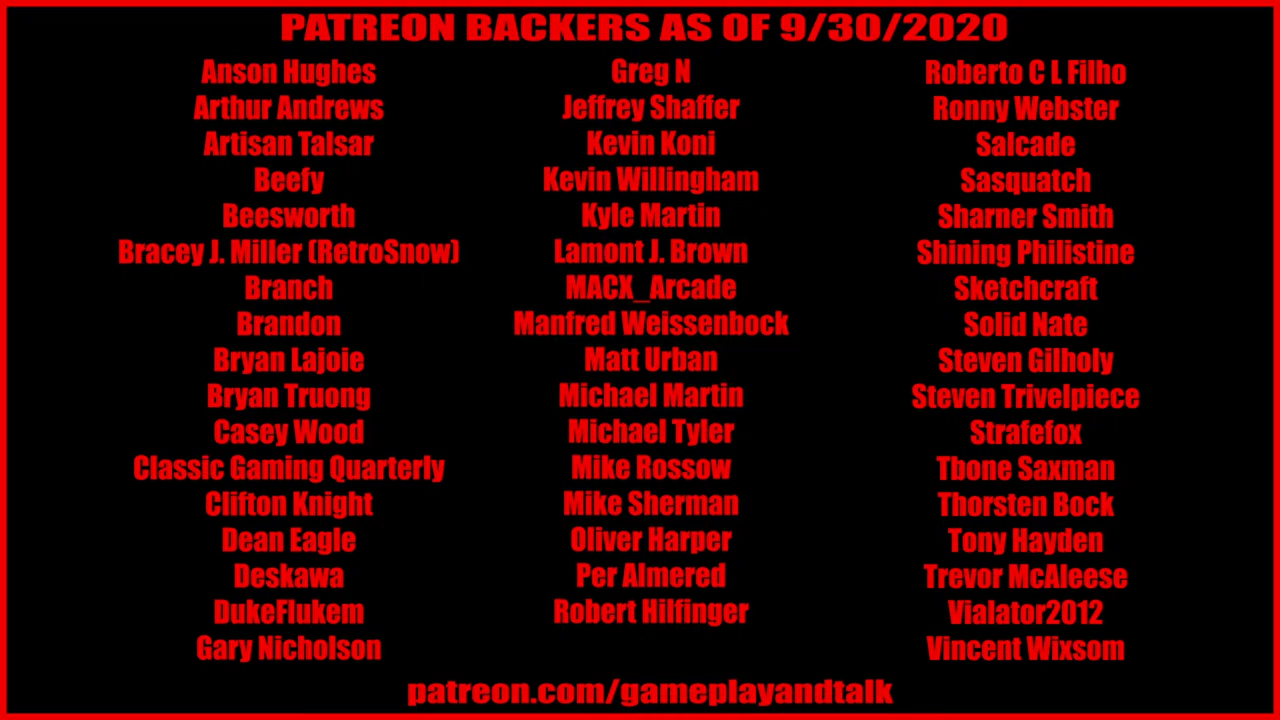 PATREON BACKERS AS OF 9/30/2020
Anson Hughes
Arthur Andrews
Artisan Talsar
Beefy
Beesworth
Bracey J. Miller (RetroSnow)
Branch
Brandon
Bryan Lajoie
Bryan Truong
Casey Wood
Classic Gaming Quarterly
Clifton Knight
Dean Eagle
Deskawa
DukeFlukem
Gary Nicholson
Greg N
Jeffrey Shaffer
Kevin Koni
Kevin Willingham
Kyle Martin
Lamont J. Brown
MACX_Arcade
Manfred Weissenbock
Matt Urban
Michael Martin
Michael Tyler
Mike Rossow
Mike Sherman
Oliver Harper
Per Almered
Robert Hilfinger
Roberto C L Filho
Ronny Webster
Salcade
Sasquatch
Sharner Smith
Shining Philistine
Sketchcraft
Solid Nate
Steven Gilholy
Steven Trivelpiece
Strafefox
Tbone Saxman
Thorsten Bock
Tony Hayden
Trevor McAleese
Vialator2012
Vincent Wixsom
patreon.com/gameplayandtalk